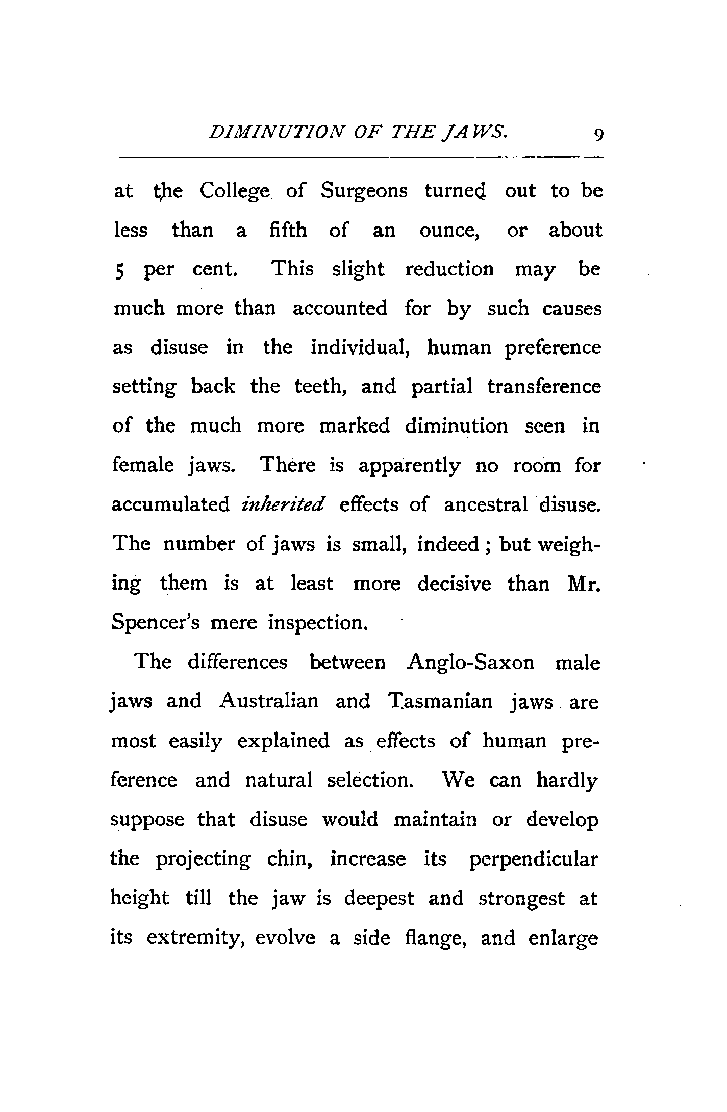 DIMINUTION OF THE JAWS. 9
at the College of Surgeons turned out to be
less than a fifth of an ounce, or about
5 per cent. This slight reduction may be
much more than accounted for by such causes
as disuse in the individual, human preference
setting back the teeth, and partial transference
of the much more marked diminution seen in
female jaws. There is apparently no room for
accumulated inherited effects of ancestral disuse.
The number of jaws is small, indeed ; but weigh-
ing them is at least more decisive than Mr.
Spencer's mere inspection.
The differences between Anglo-Saxon male
jaws and Australian and Tasmanian jaws are
most easily explained as effects of human pre-
ference and natural selection. We can hardly
suppose that disuse would maintain or develop
the projecting chin, increase its perpendicular
height till the jaw is deepest and strongest at
its extremity, evolve a side flange, and enlarge